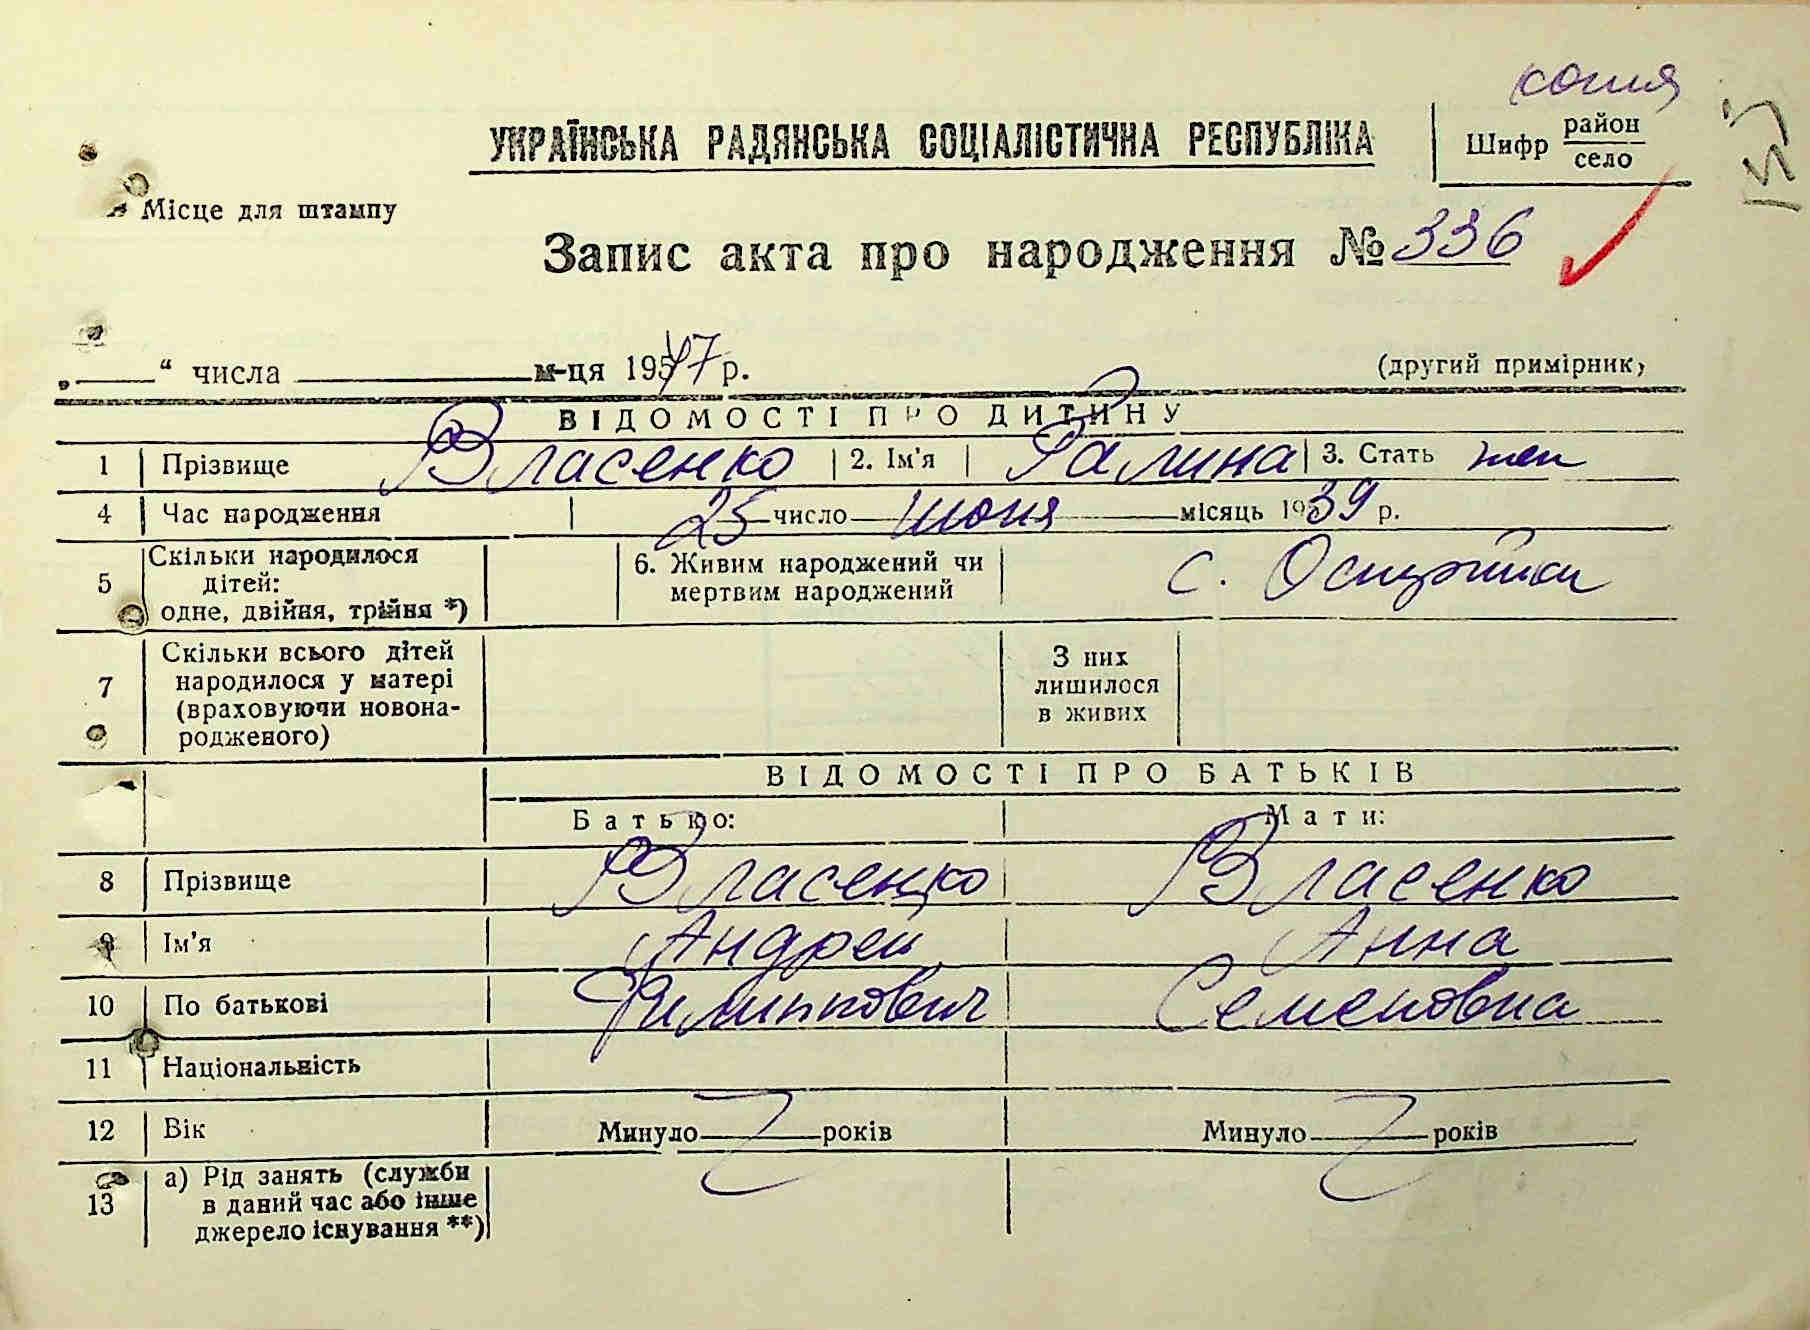 копия
УКРАЇНСЬКА РАДЯНСЬКА СОЦІАЛІСТИЧНА РЕСПУБЛІКА
Шифр район село
Місце для штампу
Запис акта про народження № 336
„ “ числа м-ця 1947 р. (другий примірник)
ВІДОМОСТІ ПРО ДИТИНУ
1 Прізвище Власенко 2. Ім'я Галина 3. Стать жен
4 Час народження 25 число июня місяць 1939 р.
5 Скільки народилося дітей: одне, двійня, трійня *) 6. Живим народжений чи мертвим народжений с.
7 Скільки всього дітей народилося у матері (враховуючи новонародженого) З них лишилося в живих
ВІДОМОСТІ ПРО БАТЬКІВ
Батько: Мати:
8 Прізвище Власенко Власенко
9 Ім'я Андрей Анна
10 По батькові Филиппович Семеновна
11 Національність
12 Вік Минуло років Минуло років
13 а) Рід занять (служби в даний час або інше джерело існування **)